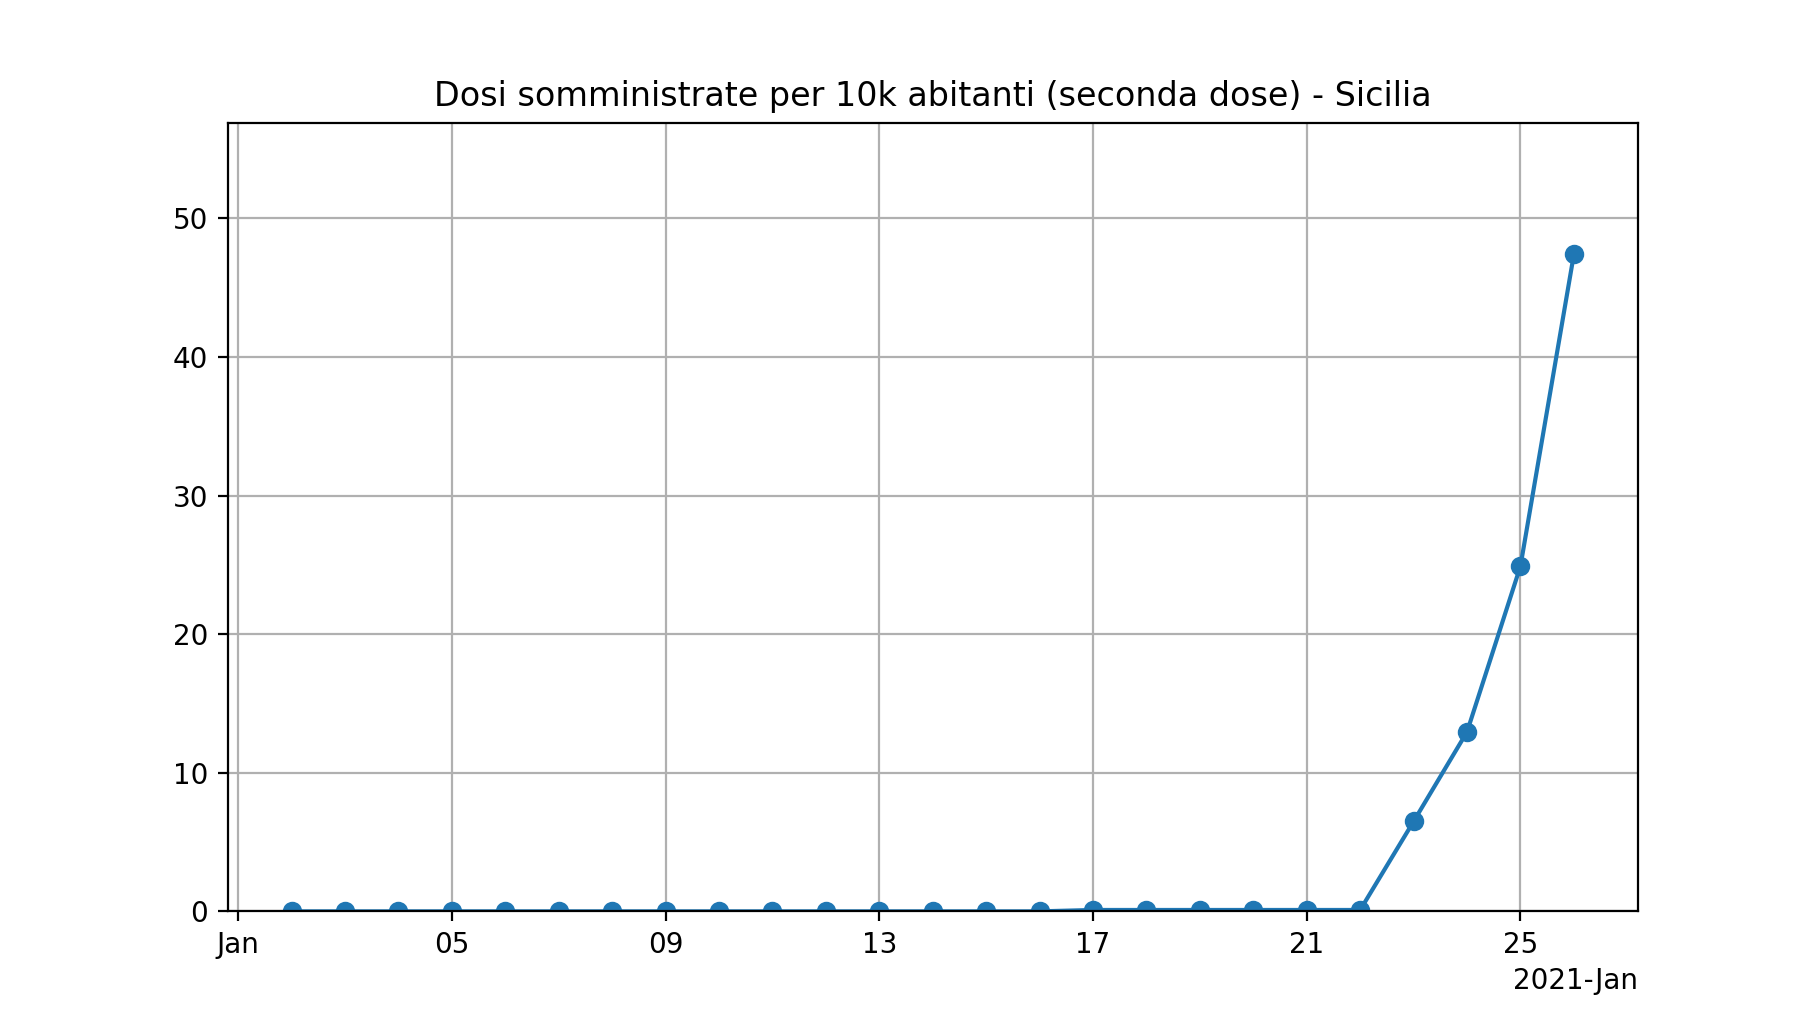 Dosi somministrate per 10k abitanti (seconda dose) - Sicilia
50
40
30
20
10
0
Jan 05 09 13 17 21 25
2021-Jan